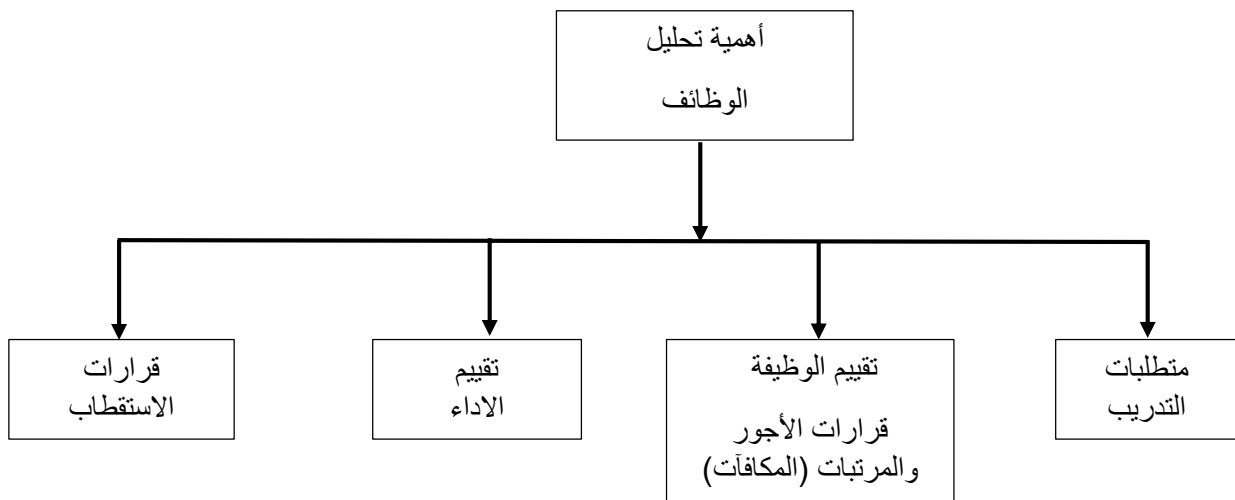 أهمية تحليل
الوظائف
متطلبات
التدريب
تقييم الوظيفة
قرارات الأجور
والمرتبات (المكافآت)
تقييم
الاداء
قرارات
الاستقطاب